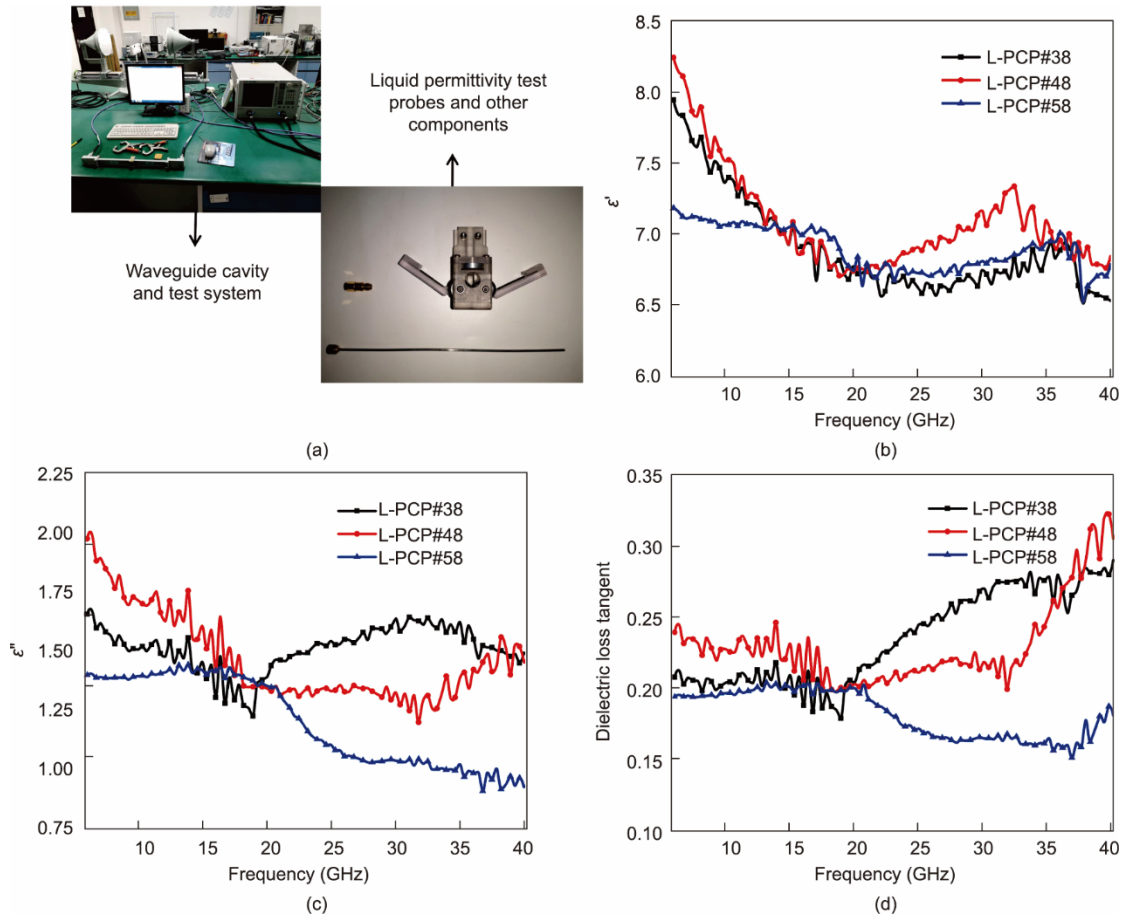 Liquid permittivity test
probes and other
components
Waveguide cavity
and test system
(a)
8.5
8.0
7.5
7.0
6.5
6.0
ε'
L-PCP#38
L-PCP#48
L-PCP#58
10 15 20 25 30 35 40
Frequency (GHz)
(b)
2.25
2.00
1.75
1.50
1.25
1.00
0.75
ε"
L-PCP#38
L-PCP#48
L-PCP#58
10 15 20 25 30 35 40
Frequency (GHz)
(c)
0.35
0.30
0.25
0.20
0.15
0.10
Dielectric loss tangent
L-PCP#38
L-PCP#48
L-PCP#58
10 15 20 25 30 35 40
Frequency (GHz)
(d)